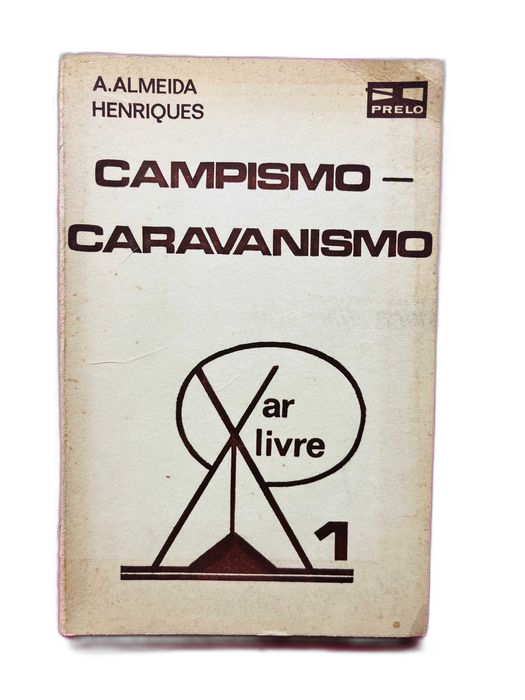 A.ALMEIDA
HENRIQUES
PRELO
CAMPISMO —
CARAVANISMO
ar
livre
1